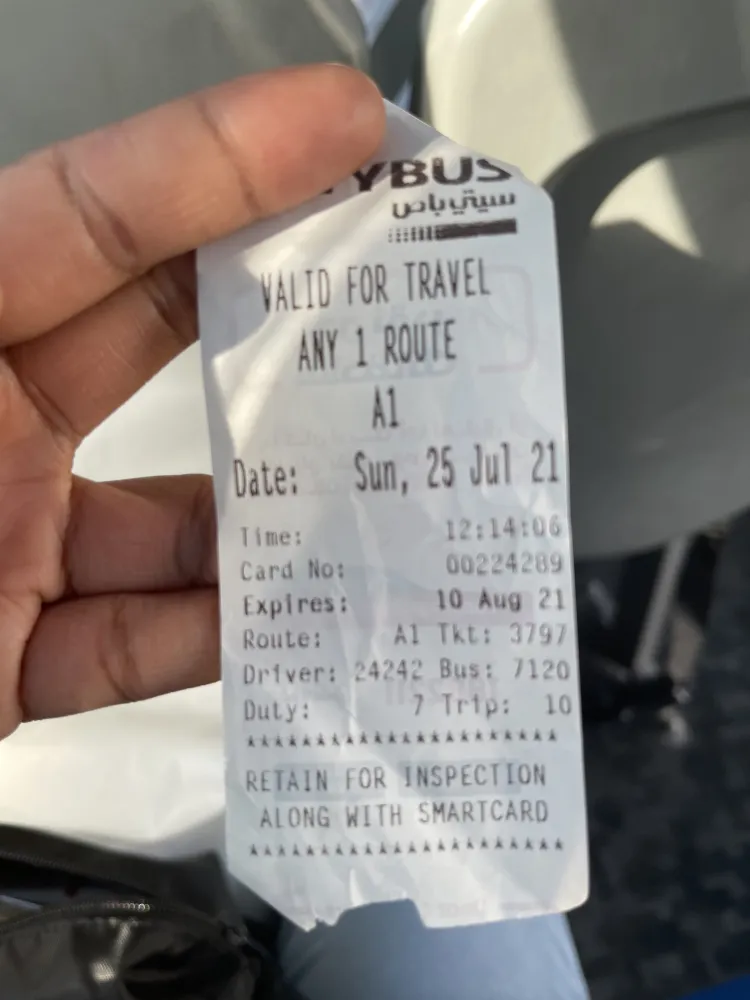 YBUS
سيتي باص
VALID FOR TRAVEL
ANY 1 ROUTE
A1
Date: Sun, 25 Jul 21
Time: 12:14:06
Card No: 00224289
Expires: 10 Aug 21
Route: A1 Tkt: 3797
Driver: 24242 Bus: 7120
Duty: 7 Trip: 10
*********************
RETAIN FOR INSPECTION
ALONG WITH SMARTCARD
*********************